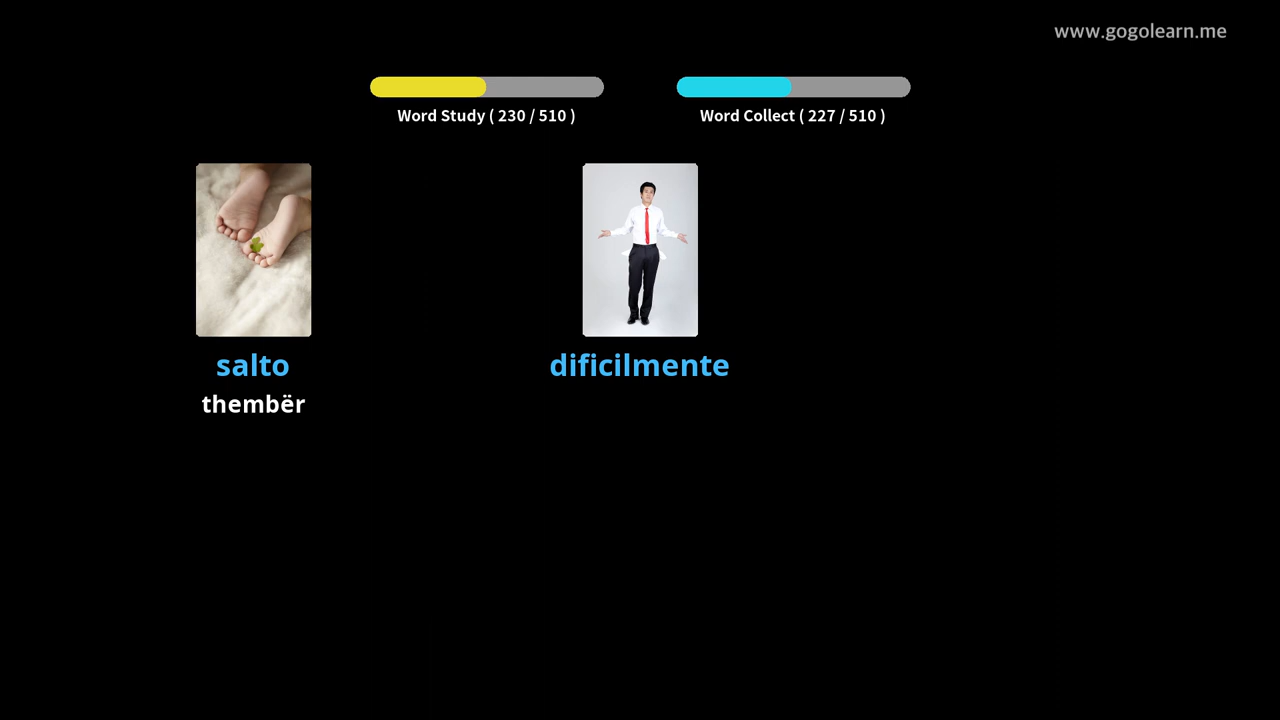 www.gogolearn.me
Word Study ( 230 / 510 )
Word Collect ( 227 / 510 )
salto
dificilmente
thembër